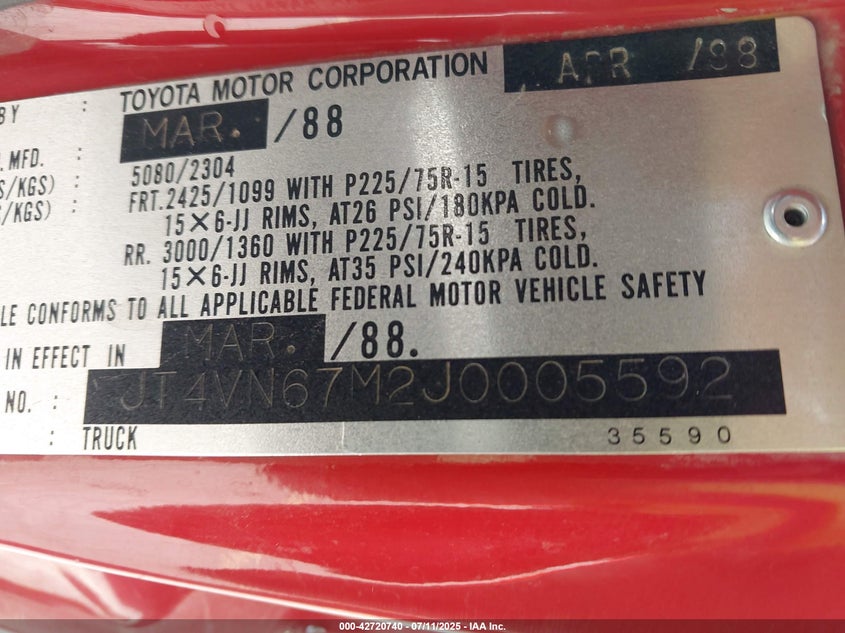 BY : TOYOTA MOTOR CORPORATION APR /88
MFD. MAR. /88
S/KGS) : 5080/2304
/KGS) : FRT. 2425/1099 WITH P225/75R-15 TIRES,
15×6-JJ RIMS, AT26 PSI/180KPA COLD.
RR. 3000/1360 WITH P225/75R-15 TIRES,
15×6-JJ RIMS, AT35 PSI/240KPA COLD.
LE CONFORMS TO ALL APPLICABLE FEDERAL MOTOR VEHICLE SAFETY
IN EFFECT IN MAR. /88.
NO. : JT4VN67M2J0005592
: TRUCK 35590
000-42720740 - 07/11/2025 - IAA Inc.